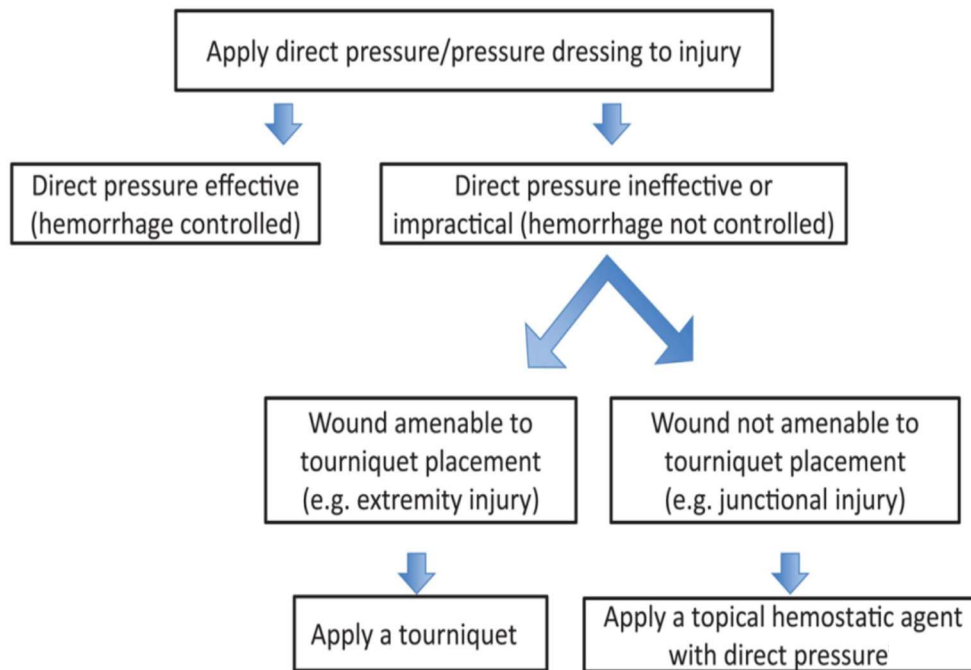 Apply direct pressure/pressure dressing to injury
Direct pressure effective
(hemorrhage controlled)
Direct pressure ineffective or
impractical (hemorrhage not controlled)
Wound amenable to
tourniquet placement
(e.g. extremity injury)
Wound not amenable to
tourniquet placement
(e.g. junctional injury)
Apply a tourniquet
Apply a topical hemostatic agent
with direct pressure